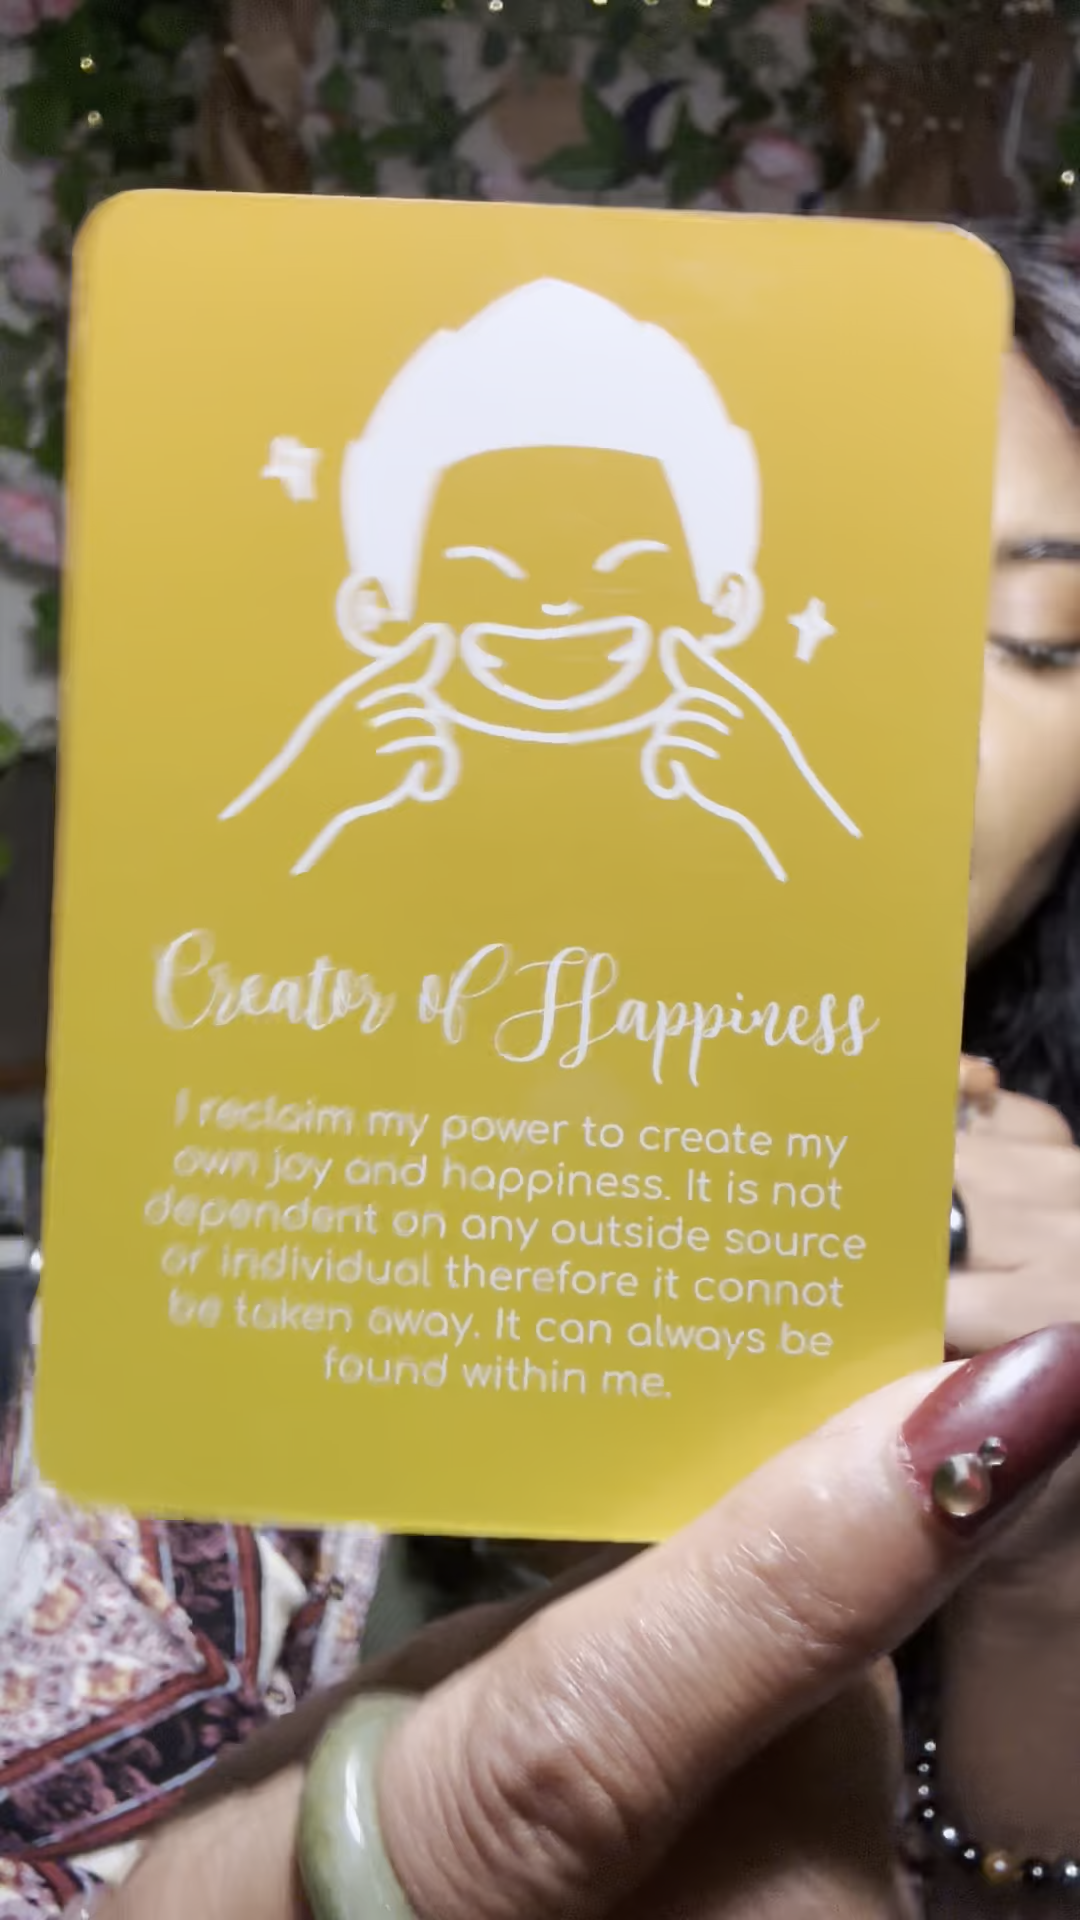 Creator of Happiness
I reclaim my power to create my
own joy and happiness. It is not
dependent on any outside source
or individual therefore it connot
be taken away. It can always be
found within me.